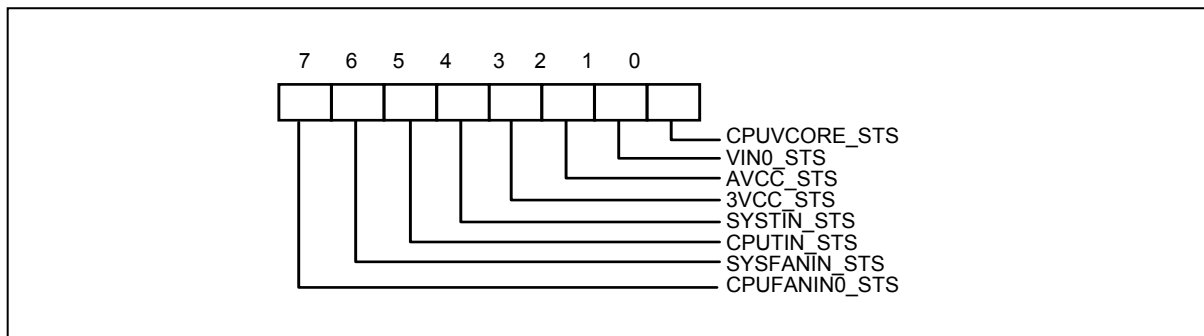 7 6 5 4 3 2 1 0
CPUVCORE_STS
VIN0_STS
AVCC_STS
3VCC_STS
SYSTIN_STS
CPUTIN_STS
SYSFANIN_STS
CPUFANIN0_STS